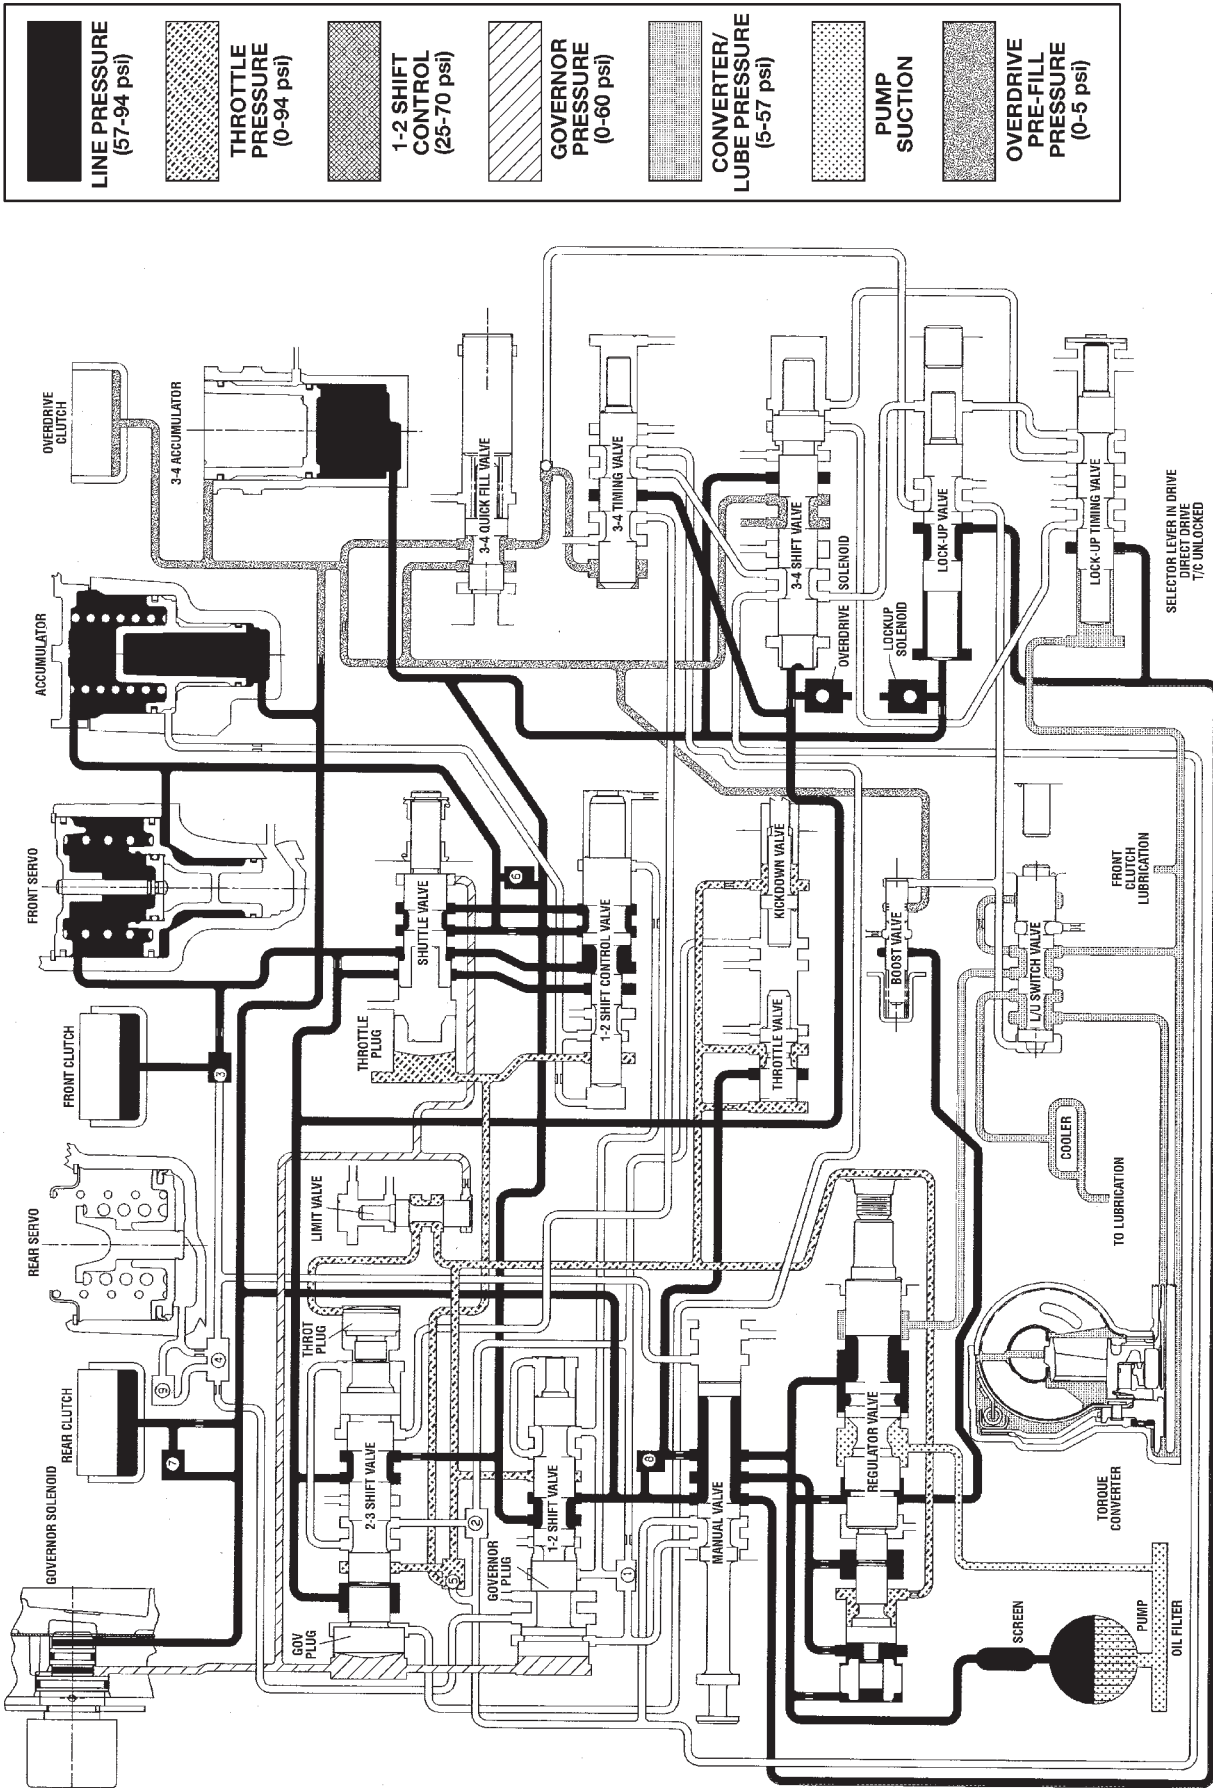 LINE PRESSURE
(57-94 psi)
THROTTLE
PRESSURE
(0-94 psi)
1-2 SHIFT
CONTROL
(25-70 psi)
GOVERNOR
PRESSURE
(0-60 psi)
CONVERTER/
LUBE PRESSURE
(5-57 psi)
PUMP
SUCTION
OVERDRIVE
PRE-FILL
PRESSURE
(0-5 psi)
GOVERNOR SOLENOID
REAR CLUTCH
REAR SERVO
FRONT CLUTCH
FRONT SERVO
ACCUMULATOR
OVERDRIVE
CLUTCH
3-4 ACCUMULATOR
7
9
4
3
6
GOV
PLUG
2-3 SHIFT VALVE
THROT
PLUG
LIMIT VALVE
THROTTLE
PLUG
SHUTTLE VALVE
3-4 QUICK FILL VALVE
5
2
GOVERNOR
PLUG
1-2 SHIFT VALVE
1-2 SHIFT CONTROL VALVE
3-4 TIMING VALVE
1
8
MANUAL VALVE
THROTTLE VALVE
KICKDOWN VALVE
3-4 SHIFT VALVE
OVERDRIVE
SOLENOID
REGULATOR VALVE
BOOST VALVE
LOCKUP
SOLENOID
LOCK-UP VALVE
L/U SWITCH VALVE
LOCK-UP TIMING VALVE
SCREEN
PUMP
OIL FILTER
TORQUE
CONVERTER
TO LUBRICATION
COOLER
FRONT
CLUTCH
LUBRICATION
SELECTOR LEVER IN DRIVE
DIRECT DRIVE
T/C UNLOCKED